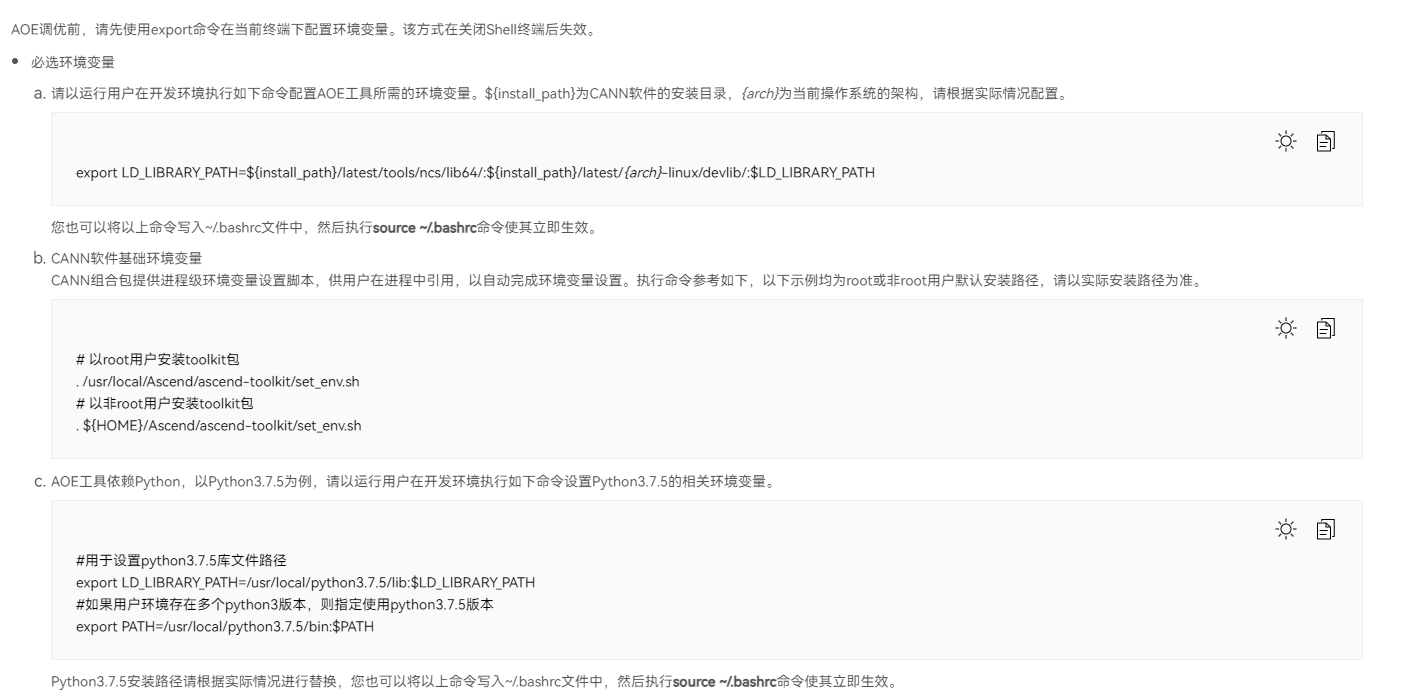 AOE调优前，请先使用export命令在当前终端下配置环境变量。该方式在关闭Shell终端后失效。
• 必选环境变量
a. 请以运行用户在开发环境执行如下命令配置AOE工具所需的环境变量。${install_path}为CANN软件的安装目录，{arch}为当前操作系统的架构，请根据实际情况配置。
export LD_LIBRARY_PATH=${install_path}/latest/tools/ncs/lib64/:${install_path}/latest/{arch}-linux/devlib/:$LD_LIBRARY_PATH
您也可以将以上命令写入~/.bashrc文件中，然后执行source ~/.bashrc命令使其立即生效。
b. CANN软件基础环境变量
CANN组合包提供进程级环境变量设置脚本，供用户在进程中引用，以自动完成环境变量设置。执行命令参考如下，以下示例均为root或非root用户默认安装路径，请以实际安装路径为准。
# 以root用户安装toolkit包
. /usr/local/Ascend/ascend-toolkit/set_env.sh
# 以非root用户安装toolkit包
. ${HOME}/Ascend/ascend-toolkit/set_env.sh
c. AOE工具依赖Python，以Python3.7.5为例，请以运行用户在开发环境执行如下命令设置Python3.7.5的相关环境变量。
#用于设置python3.7.5库文件路径
export LD_LIBRARY_PATH=/usr/local/python3.7.5/lib:$LD_LIBRARY_PATH
#如果用户环境存在多个python3版本，则指定使用python3.7.5版本
export PATH=/usr/local/python3.7.5/bin:$PATH
Python3.7.5安装路径请根据实际情况进行替换，您也可以将以上命令写入~/.bashrc文件中，然后执行source ~/.bashrc命令使其立即生效。